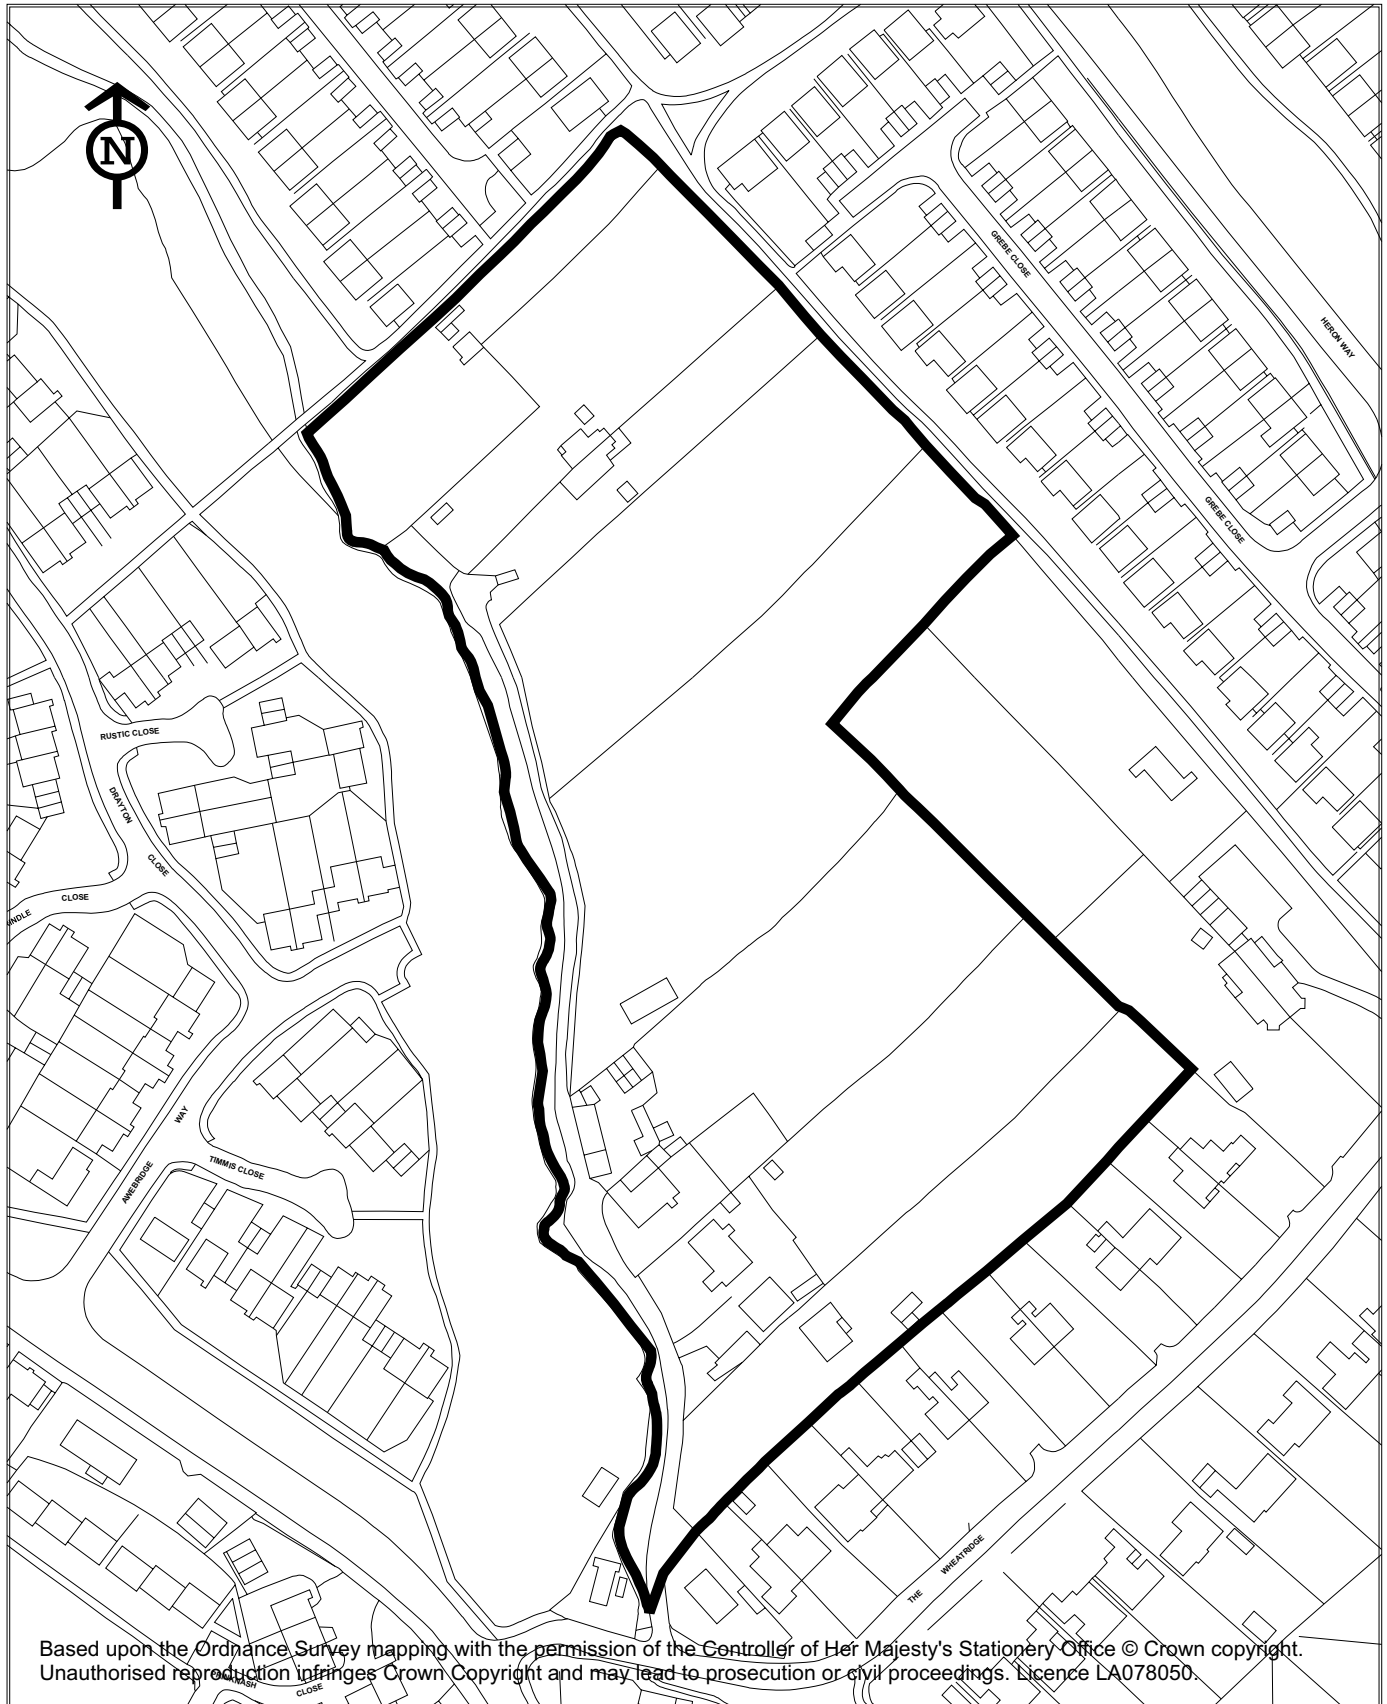 N
GREBE CLOSE
HERON WAY
GREBE CLOSE
RUSTIC CLOSE
DRAYTON
CLOSE
CLOSE
INDLE
WAY
AWEBRIDGE
TIMMIS CLOSE
THE
WHEATRIDGE
Based upon the Ordnance Survey mapping with the permission of the Controller of Her Majesty's Stationery Office © Crown copyright.
Unauthorised reproduction infringes Crown Copyright and may lead to prosecution or civil proceedings. Licence LA078050.
CLOSE